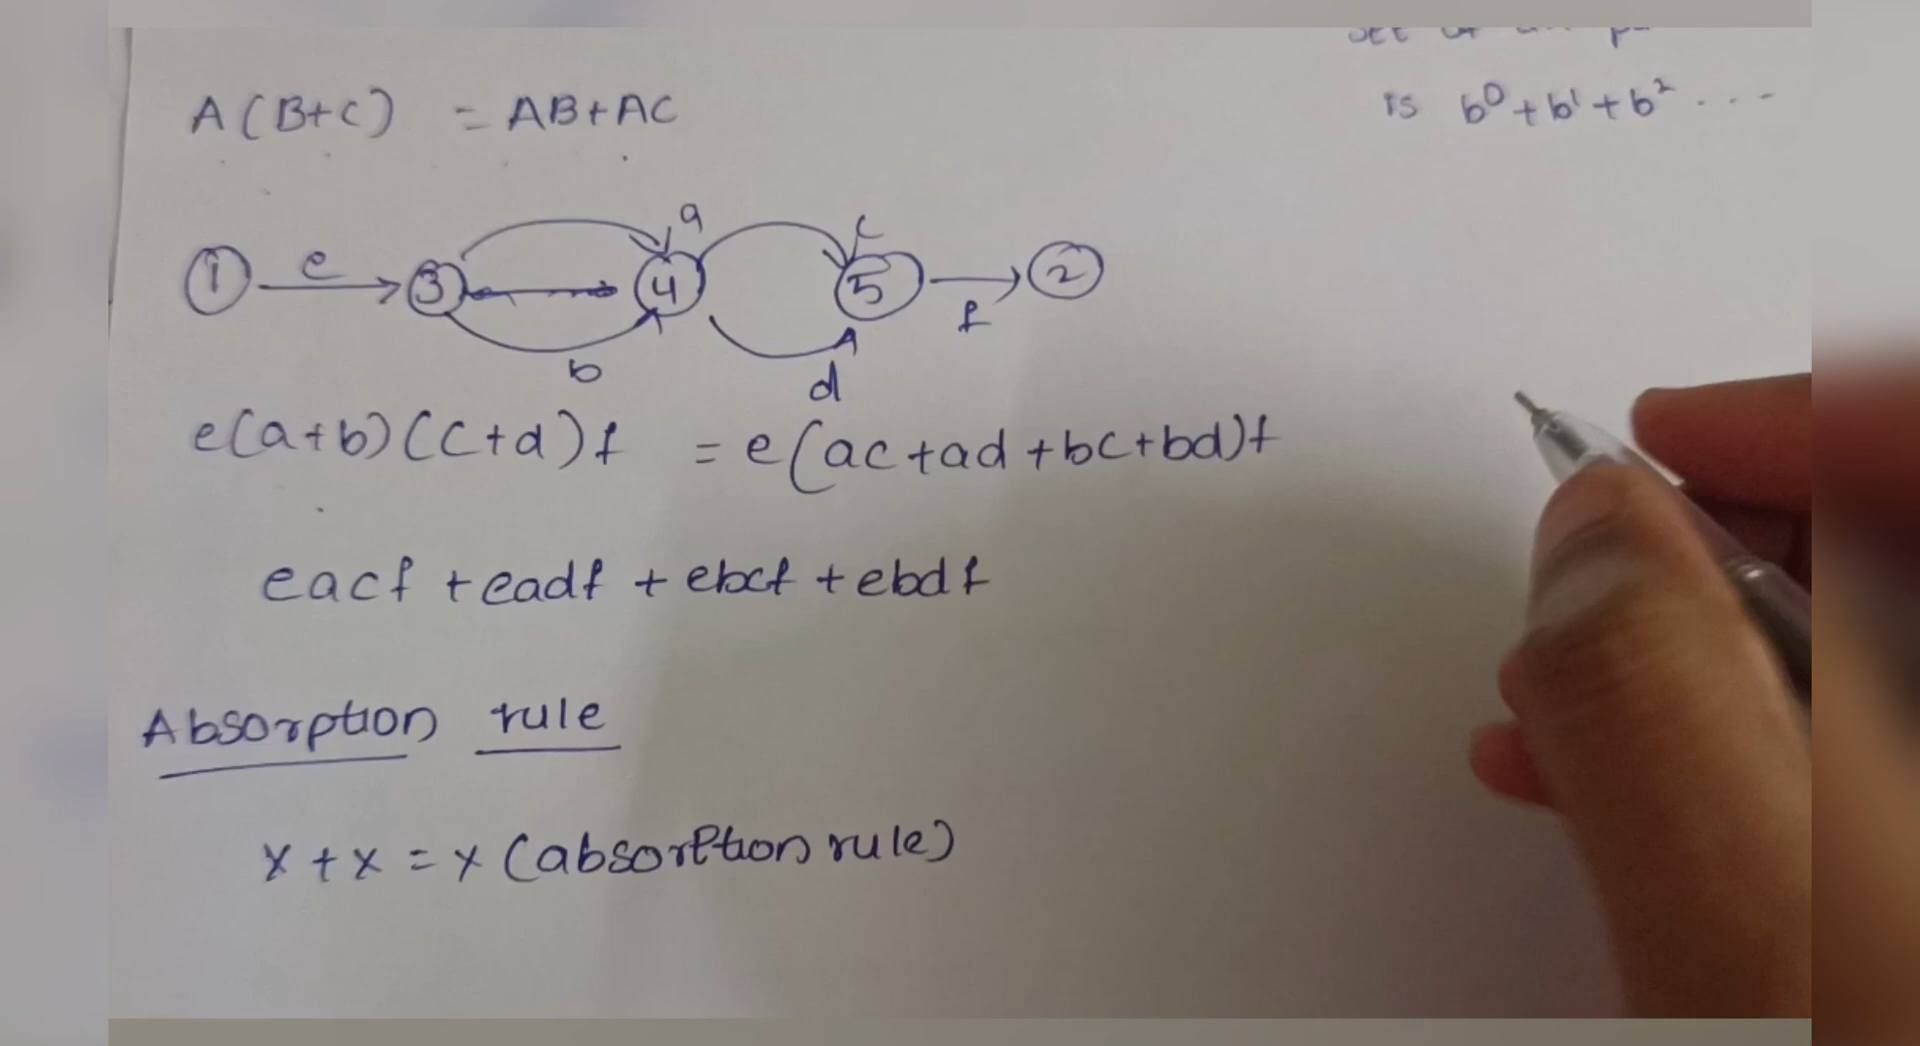 A(B+C) = AB+AC
is b⁰+b¹+b²...
a
c
1 e 3 4 5 2
f
b
d
e(a+b)(c+d)f = e(ac+ad+bc+bd)f
eacf + eadf + ebcf + ebdf
Absorption rule
x + x = x (absorption rule)